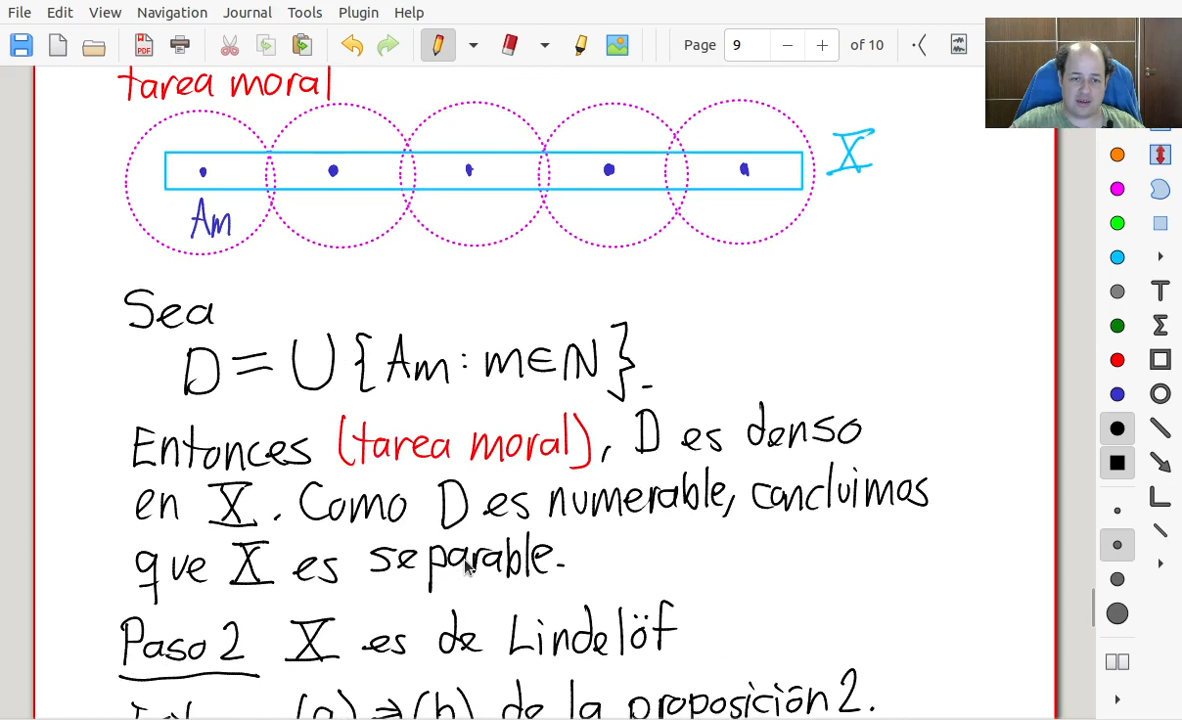 File Edit View Navigation Journal Tools Plugin Help
Page 9 of 10
tarea moral
X
Am
Sea
D = ∪ {Am : m ∈ ℕ}.
Entonces (tarea moral), D es denso
en X. Como D es numerable, concluimos
que X es separable.
Paso 2 X es de Lindelöf
(a) ⇒ (b) de la proposición 2.